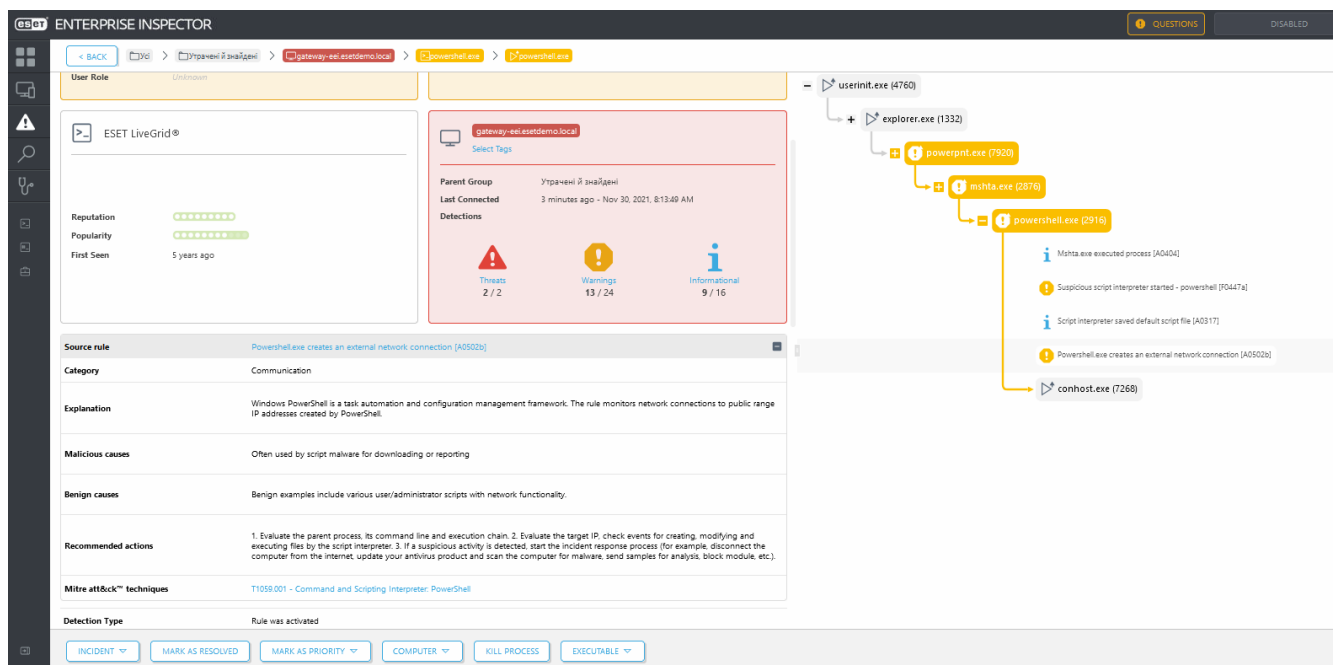 eset ENTERPRISE INSPECTOR
QUESTIONS
DISABLED
< BACK
Усі > Утрачені й знайдені > gateway-eei.esetdemo.local > powershell.exe > powershell.exe
User Role Unknown
ESET LiveGrid®
Reputation
Popularity
First Seen 5 years ago
gateway-eei.esetdemo.local
Select Tags
Parent Group Утрачені й знайдені
Last Connected 3 minutes ago - Nov 30, 2021, 8:13:49 AM
Detections
Threats
2 / 2
Warnings
13 / 24
Informational
9 / 16
Source rule Powershell.exe creates an external network connection [A0502b]
Category Communication
Explanation Windows PowerShell is a task automation and configuration management framework. The rule monitors network connections to public range
IP addresses created by PowerShell.
Malicious causes Often used by script malware for downloading or reporting
Benign causes Benign examples include various user/administrator scripts with network functionality.
Recommended actions 1. Evaluate the parent process, its command line and execution chain. 2. Evaluate the target IP, check events for creating, modifying and
executing files by the script interpreter. 3. If a suspicious activity is detected, start the incident response process (for example, disconnect the
computer from the internet, update your antivirus product and scan the computer for malware, send samples for analysis, block module, etc.).
Mitre att&ck™ techniques T1059.001 - Command and Scripting Interpreter: PowerShell
Detection Type Rule was activated
INCIDENT
MARK AS RESOLVED
MARK AS PRIORITY
COMPUTER
KILL PROCESS
EXECUTABLE
userinit.exe (4760)
explorer.exe (1332)
powerpnt.exe (7920)
mshta.exe (2876)
powershell.exe (2916)
Mshta.exe executed process [A0404]
Suspicious script interpreter started - powershell [F0447a]
Script interpreter saved default script file [A0317]
Powershell.exe creates an external network connection [A0502b]
conhost.exe (7268)